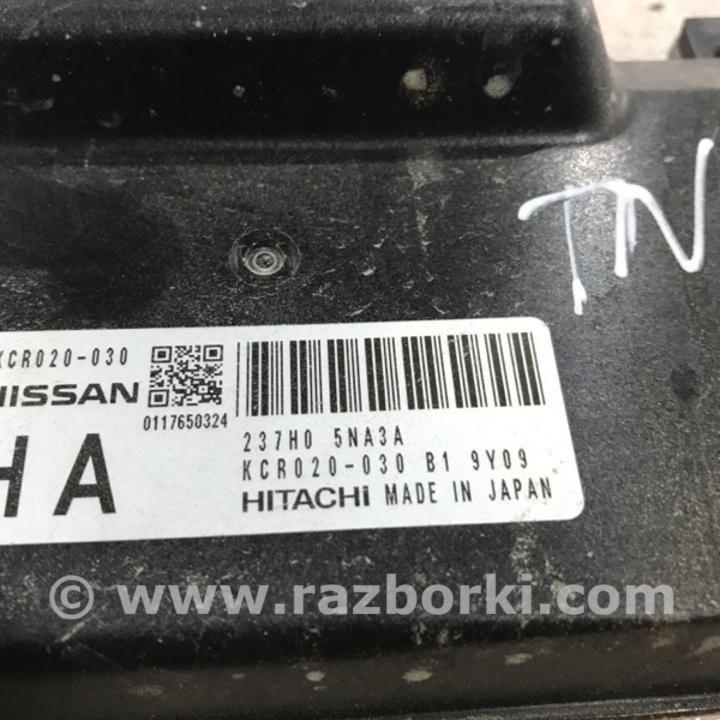 TN
KCR020-030
NISSAN
0117650324
HA
237H0 5NA3A
KCR020-030 B1 9Y09
HITACHI MADE IN JAPAN
© www.razborki.com